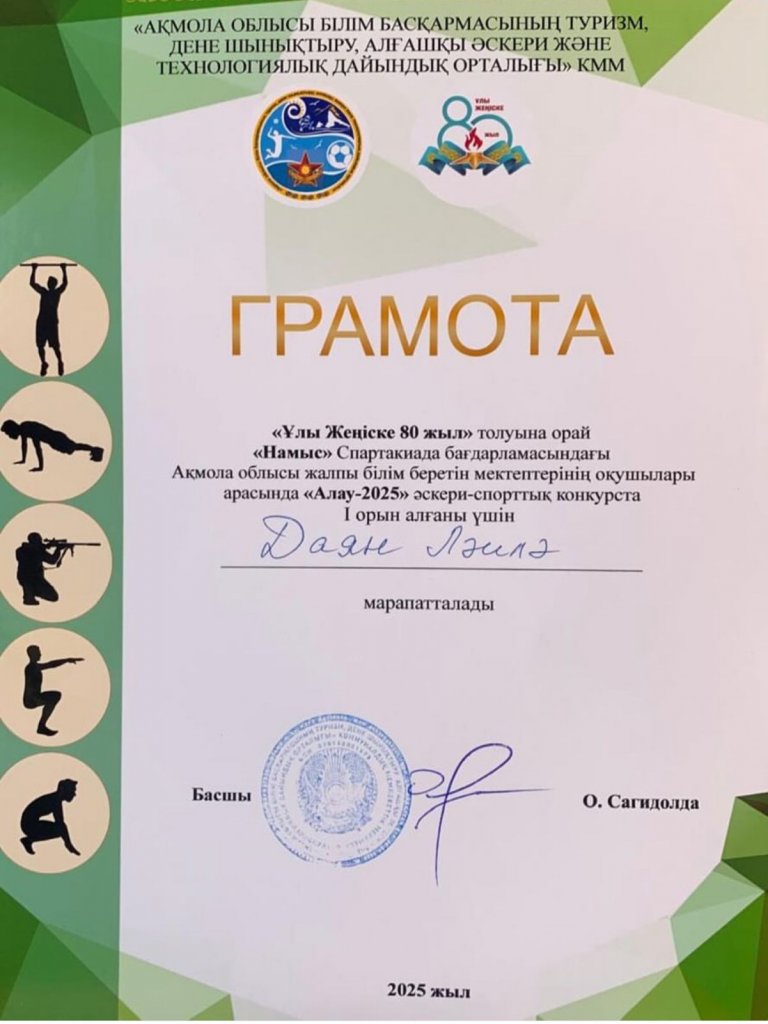 «АҚМОЛА ОБЛЫСЫ БІЛІМ БАСҚАРМАСЫНЫҢ ТУРИЗМ,
ДЕНЕ ШЫНЫҚТЫРУ, АЛҒАШҚЫ ӘСКЕРИ ЖӘНЕ
ТЕХНОЛОГИЯЛЫҚ ДАЙЫНДЫҚ ОРТАЛЫҒЫ» КММ
ҰЛЫ
ЖЕҢІСКЕ
80
ЖЫЛ
ГРАМОТА
«Ұлы Жеңіске 80 жыл» толуына орай
«Намыс» Спартакиада бағдарламасындағы
Ақмола облысы жалпы білім беретін мектептерінің оқушылары
арасында «Алау-2025» әскери-спорттық конкурста
І орын алғаны үшін
Даян Ләилә
марапатталады
Басшы
О. Сагидолда
2025 жыл